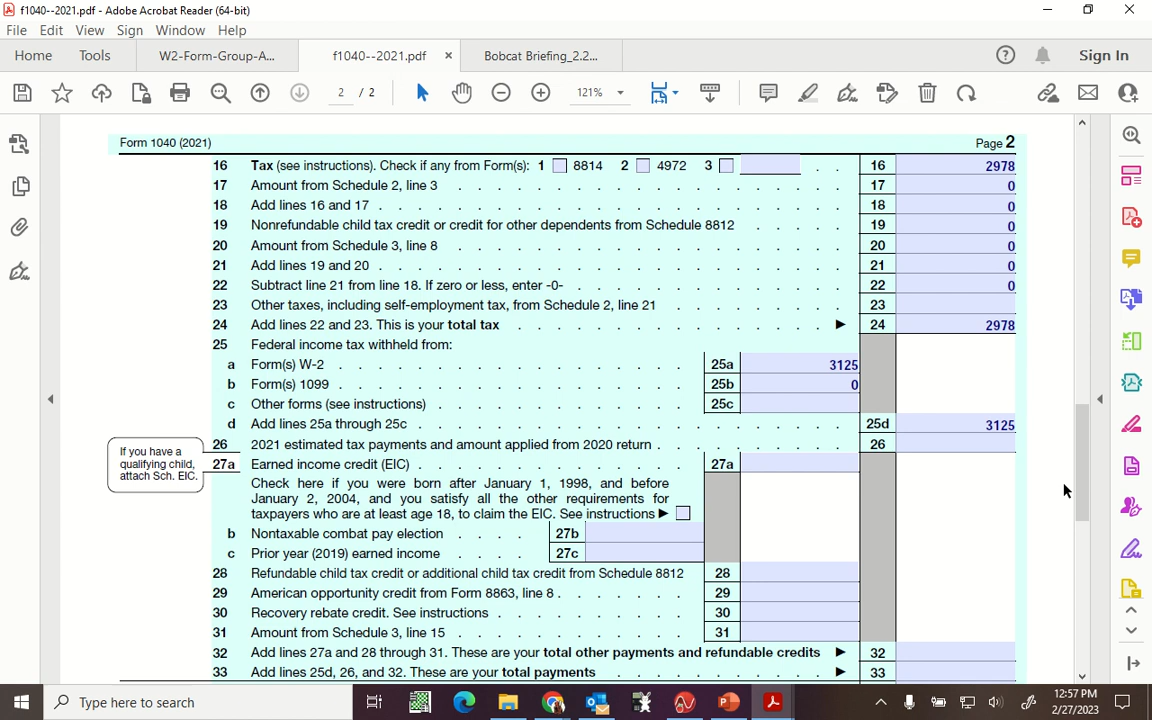 f1040--2021.pdf - Adobe Acrobat Reader (64-bit)
File Edit View Sign Window Help
Home Tools W2-Form-Group-A... f1040--2021.pdf × Bobcat Briefing_2.2... Sign In
2 / 2 121%
Form 1040 (2021) Page 2
16 Tax (see instructions). Check if any from Form(s): 1 8814 2 4972 3 . . 16 2978
17 Amount from Schedule 2, line 3 . . . . . . . . . . . . . . . . . . . 17 0
18 Add lines 16 and 17 . . . . . . . . . . . . . . . . . . . . . . . . 18 0
19 Nonrefundable child tax credit or credit for other dependents from Schedule 8812 . . . . . 19 0
20 Amount from Schedule 3, line 8 . . . . . . . . . . . . . . . . . . . 20 0
21 Add lines 19 and 20 . . . . . . . . . . . . . . . . . . . . . . . . 21 0
22 Subtract line 21 from line 18. If zero or less, enter -0- . . . . . . . . . . . . . . 22 0
23 Other taxes, including self-employment tax, from Schedule 2, line 21 . . . . . . . . . 23
24 Add lines 22 and 23. This is your total tax . . . . . . . . . . . . . . . . ▶ 24 2978
25 Federal income tax withheld from:
a Form(s) W-2 . . . . . . . . . . . . . . . . . . 25a 3125
b Form(s) 1099 . . . . . . . . . . . . . . . . . . 25b 0
c Other forms (see instructions) . . . . . . . . . . . . . 25c
d Add lines 25a through 25c . . . . . . . . . . . . . . . . . . . . . . 25d 3125
26 2021 estimated tax payments and amount applied from 2020 return . . . . . . . . . . 26
If you have a
qualifying child,
attach Sch. EIC.
27a Earned income credit (EIC) . . . . . . . . . . . . . . 27a
Check here if you were born after January 1, 1998, and before
January 2, 2004, and you satisfy all the other requirements for
taxpayers who are at least age 18, to claim the EIC. See instructions ▶
b Nontaxable combat pay election . . . . 27b
c Prior year (2019) earned income . . . . 27c
28 Refundable child tax credit or additional child tax credit from Schedule 8812 28
29 American opportunity credit from Form 8863, line 8 . . . . . . . 29
30 Recovery rebate credit. See instructions . . . . . . . . . . 30
31 Amount from Schedule 3, line 15 . . . . . . . . . . . . 31
32 Add lines 27a and 28 through 31. These are your total other payments and refundable credits ▶ 32
33 Add lines 25d, 26, and 32. These are your total payments . . . . . . . . . . . ▶ 33
Type here to search
12:57 PM
2/27/2023